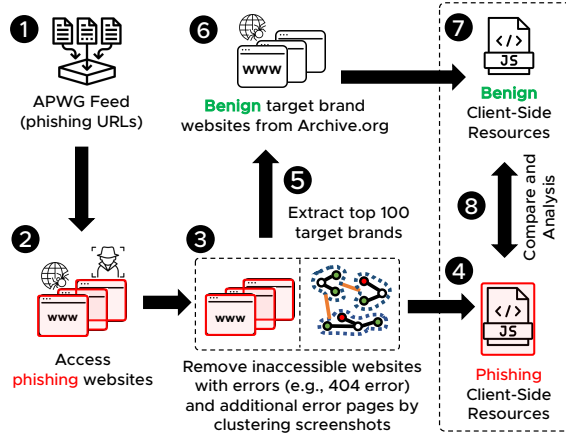 1
APWG Feed
(phishing URLs)
2
www
Access
phishing websites
3
www
Remove inaccessible websites
with errors (e.g., 404 error)
and additional error pages by
clustering screenshots
4
</>
JS
Phishing
Client-Side
Resources
5
Extract top 100
target brands
6
www
Benign target brand
websites from Archive.org
7
</>
JS
Benign
Client-Side
Resources
8
Compare and
Analysis